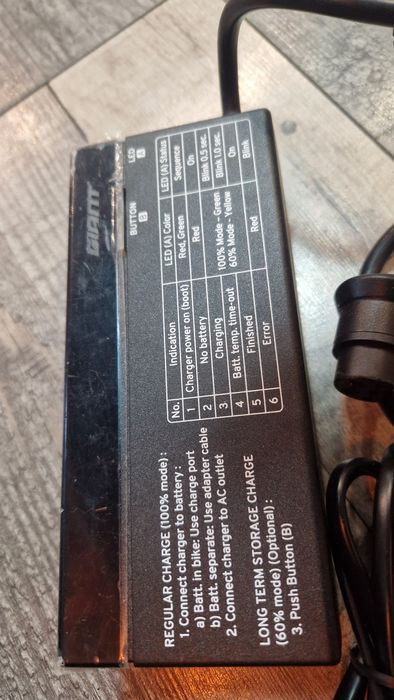 GIANT
BUTTON LED
B A
REGULAR CHARGE (100% mode) :
1. Connect charger to battery :
a) Batt. in bike: Use charge port
b) Batt. separate: Use adapter cable
2. Connect charger to AC outlet
LONG TERM STORAGE CHARGE
(60% mode) (Optional) :
3. Push Button (B)
No. Indication LED (A) Color LED (A) Status
1 Charger power on (boot) Red, Green Sequence
2 No battery Red On
3 Charging 100% Mode - Green Blink 0.5 sec.
4 Batt. temp. time-out 60% Mode - Yellow Blink 1.0 sec.
5 Finished On
6 Error Red Blink